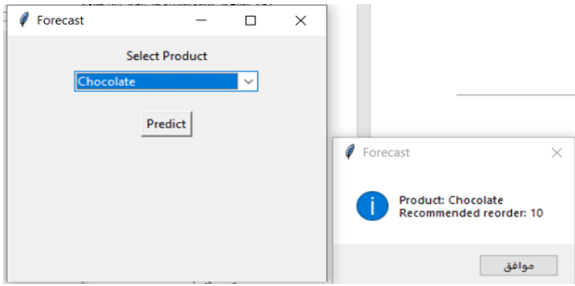 Forecast
Select Product
Chocolate
Predict
Forecast
Product: Chocolate
Recommended reorder: 10
موافق